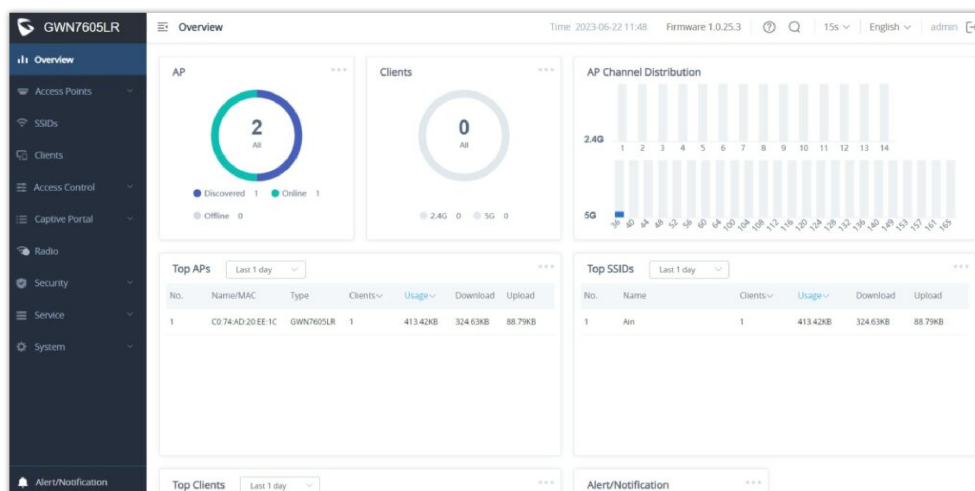 GWN7605LR
Overview
Time 2023-06-22 11:48 Firmware 1.0.25.3 15s English admin
Overview
Access Points
SSIDs
Clients
Access Control
Captive Portal
Radio
Security
Service
System
Alert/Notification
AP
2
All
Discovered 1 Online 1
Offline 0
Clients
0
All
2.4G 0 5G 0
AP Channel Distribution
2.4G
1 2 3 4 5 6 7 8 9 10 11 12 13 14
5G
36 40 44 48 52 56 60 64 100 104 108 112 116 120 124 128 132 136 140 149 153 157 161 165
Top APs Last 1 day
No. Name/MAC Type Clients Usage Download Upload
1 C0:74:AD:20:EE:1C GWN7605LR 1 413.42KB 324.63KB 88.79KB
Top SSIDs Last 1 day
No. Name Clients Usage Download Upload
1 Ain 1 413.42KB 324.63KB 88.79KB
Top Clients Last 1 day
Alert/Notification